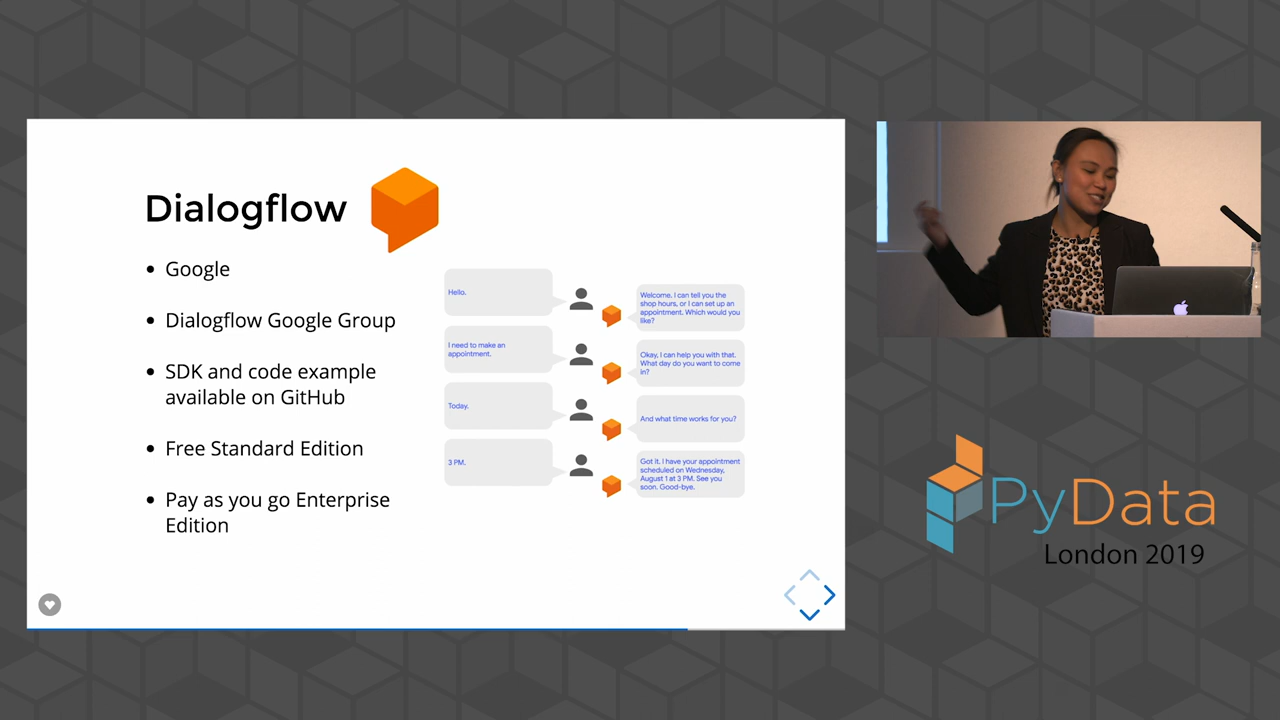 Dialogflow
Google
Dialogflow Google Group
SDK and code example
available on GitHub
Free Standard Edition
Pay as you go Enterprise
Edition
Hello.
Welcome. I can tell you the
shop hours, or I can set up an
appointment. Which would you
like?
I need to make an
appointment.
Okay, I can help you with that.
What day do you want to come
in?
Today.
And what time works for you?
3 PM.
Got it. I have your appointment
scheduled on Wednesday,
August 1 at 3 PM. See you
soon. Good-bye.
PyData
London 2019